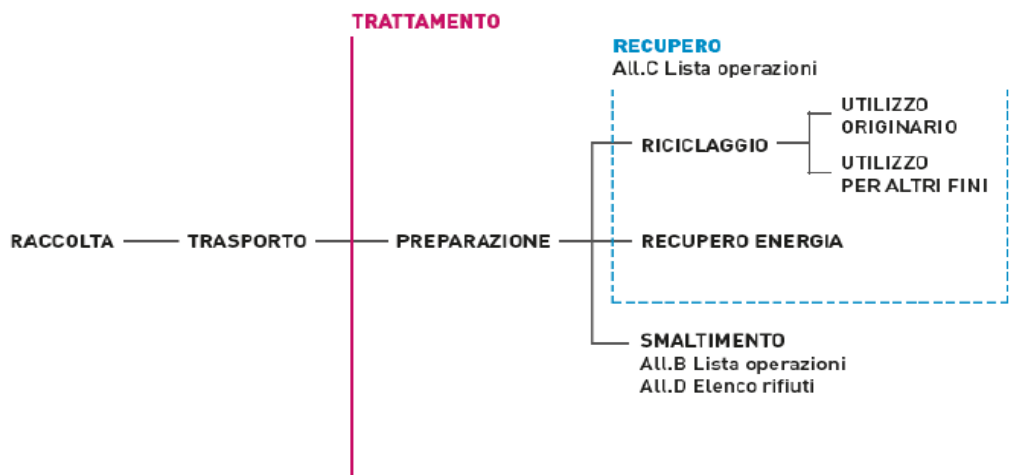 TRATTAMENTO
RECUPERO
All.C Lista operazioni
UTILIZZO
ORIGINARIO
RICICLAGGIO
UTILIZZO
PER ALTRI FINI
RACCOLTA
TRASPORTO
PREPARAZIONE
RECUPERO ENERGIA
SMALTIMENTO
All.B Lista operazioni
All.D Elenco rifiuti